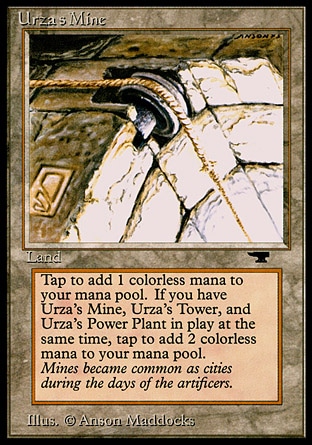 Urza's Mine
ANSON M
Land
Tap to add 1 colorless mana to
your mana pool. If you have
Urza's Mine, Urza's Tower, and
Urza's Power Plant in play at the
same time, tap to add 2 colorless
mana to your mana pool.
Mines became common as cities
during the days of the artificers.
Illus. © Anson Maddocks